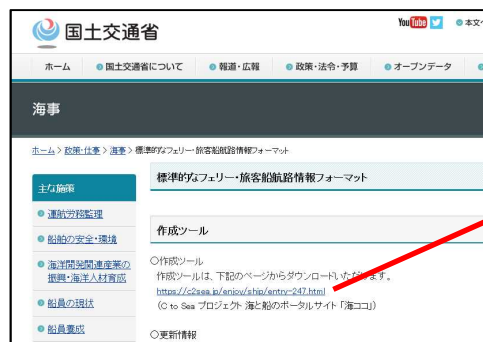 国土交通省
YouTube
本文へ
ホーム 国土交通省について 報道・広報 政策・法令・予算 オープンデータ
海事
ホーム > 政策・仕事 > 海事 > 標準的なフェリー・旅客船航路情報フォーマット
主な施策
運航労務監理
船舶の安全・環境
海洋開発関連産業の
振興・海洋人材育成
船員の現状
船員養成
標準的なフェリー・旅客船航路情報フォーマット
作成ツール
○作成ツール
作成ツールは、下記のページからダウンロードいただけます。
https://c2sea.jp/enjoy/ship/entry-247.html
(C to Sea プロジェクト 海と船のポータルサイト「海ココ」)
○更新情報